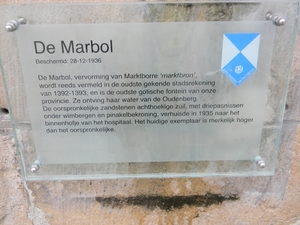 De Marbol
Beschermd: 28-12-1936
De Marbol, vervorming van Marktborre 'marktbron',
wordt reeds vermeld in de oudste gekende stadsrekening
van 1392-1393, en is de oudste gotische fontein van onze
provincie. Ze ontving haar water van de Oudenberg.
De oorspronkelijke zandstenen achthoekige zuil, met driepasnissen
onder wimbergen en pinakelbekroning, verhuisde in 1935 naar het
binnenhofje van het hospitaal. Het huidige exemplaar is merkelijk hoger
dan het oorspronkelijke.